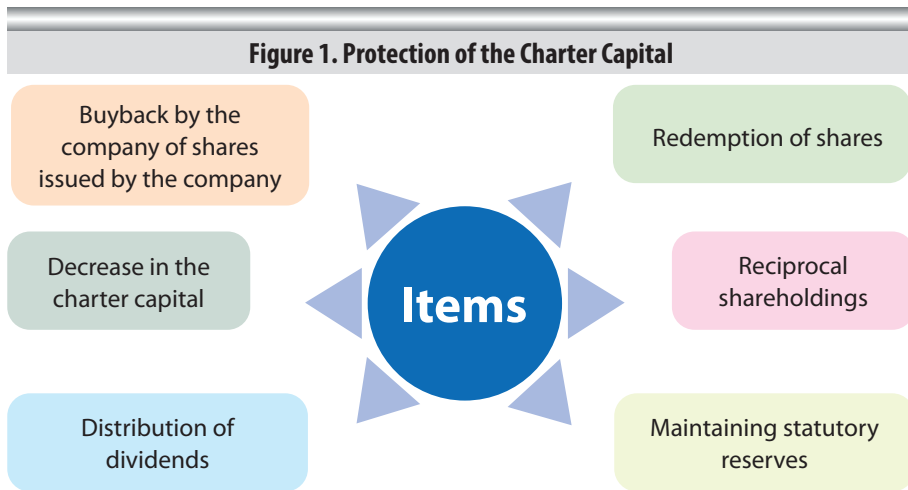 Figure 1. Protection of the Charter Capital
Buyback by the
company of shares
issued by the company
Redemption of shares
Decrease in the
charter capital
Items
Reciprocal
shareholdings
Distribution of
dividends
Maintaining statutory
reserves